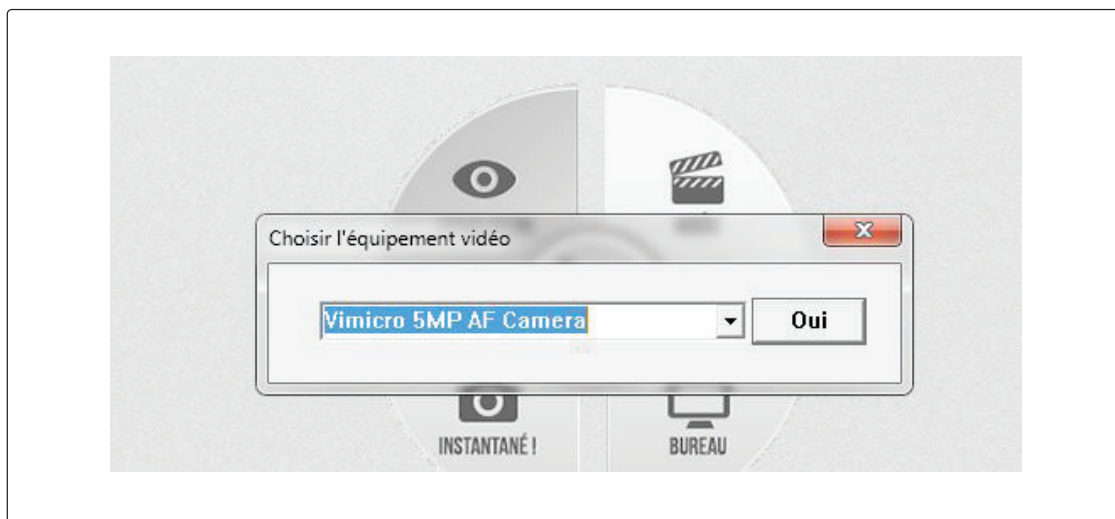 Choisir l'équipement vidéo
Vimicro 5MP AF Camera
Oui
INSTANTANÉ !
BUREAU